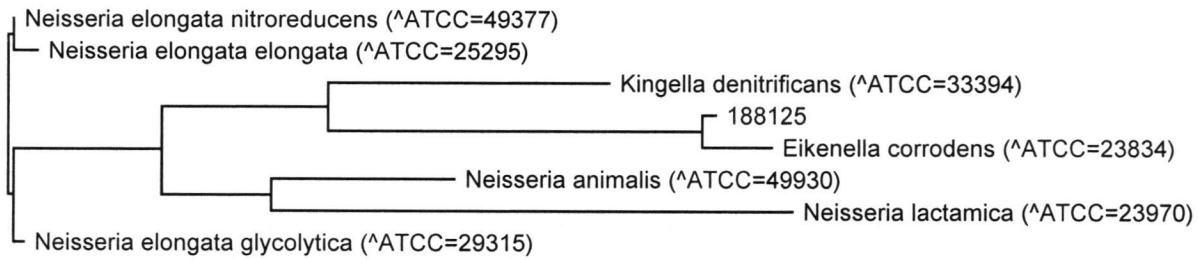 Neisseria elongata nitroreducens (^ATCC=49377)
Neisseria elongata elongata (^ATCC=25295)
Kingella denitrificans (^ATCC=33394)
188125
Eikenella corrodens (^ATCC=23834)
Neisseria animalis (^ATCC=49930)
Neisseria lactamica (^ATCC=23970)
Neisseria elongata glycolytica (^ATCC=29315)